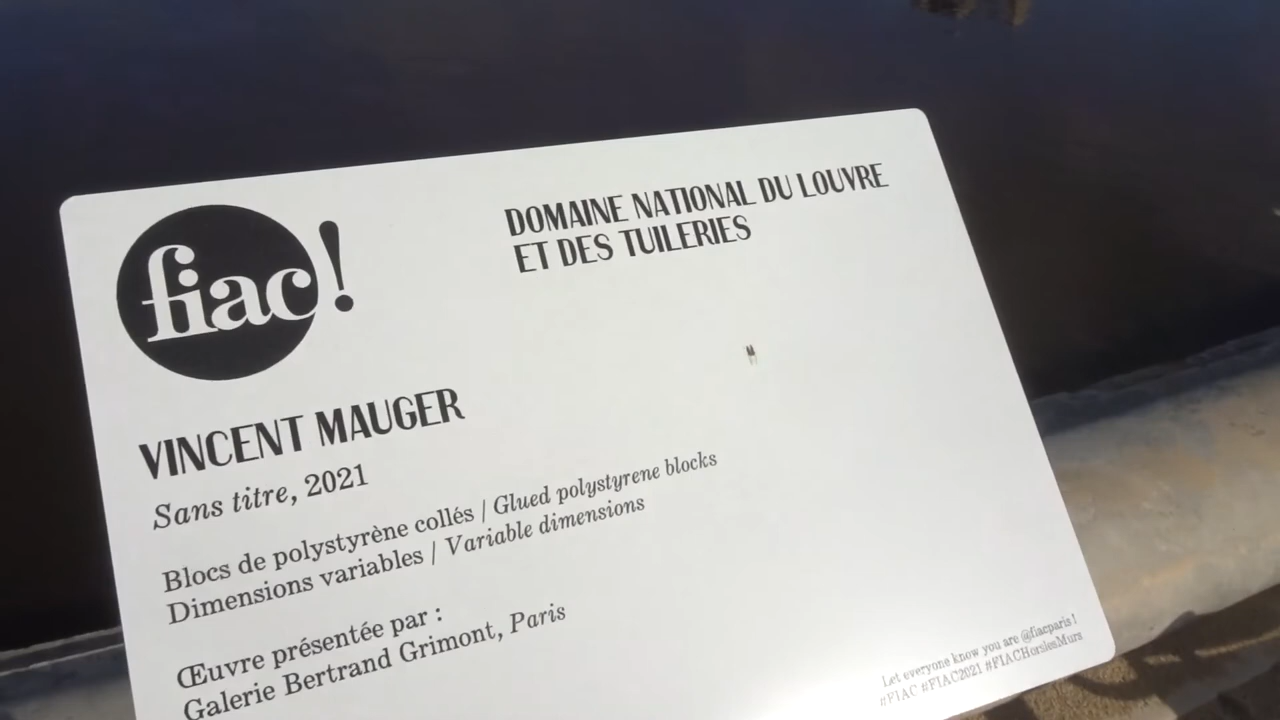 fiac!
DOMAINE NATIONAL DU LOUVRE
ET DES TUILERIES
VINCENT MAUGER
Sans titre, 2021
Blocs de polystyrène collés | Glued polystyrene blocks
Dimensions variables | Variable dimensions
Œuvre présentée par :
Galerie Bertrand Grimont, Paris
Let everyone know you are @fiacparis !
#FIAC #FIAC2021 #FIACHorslesMurs